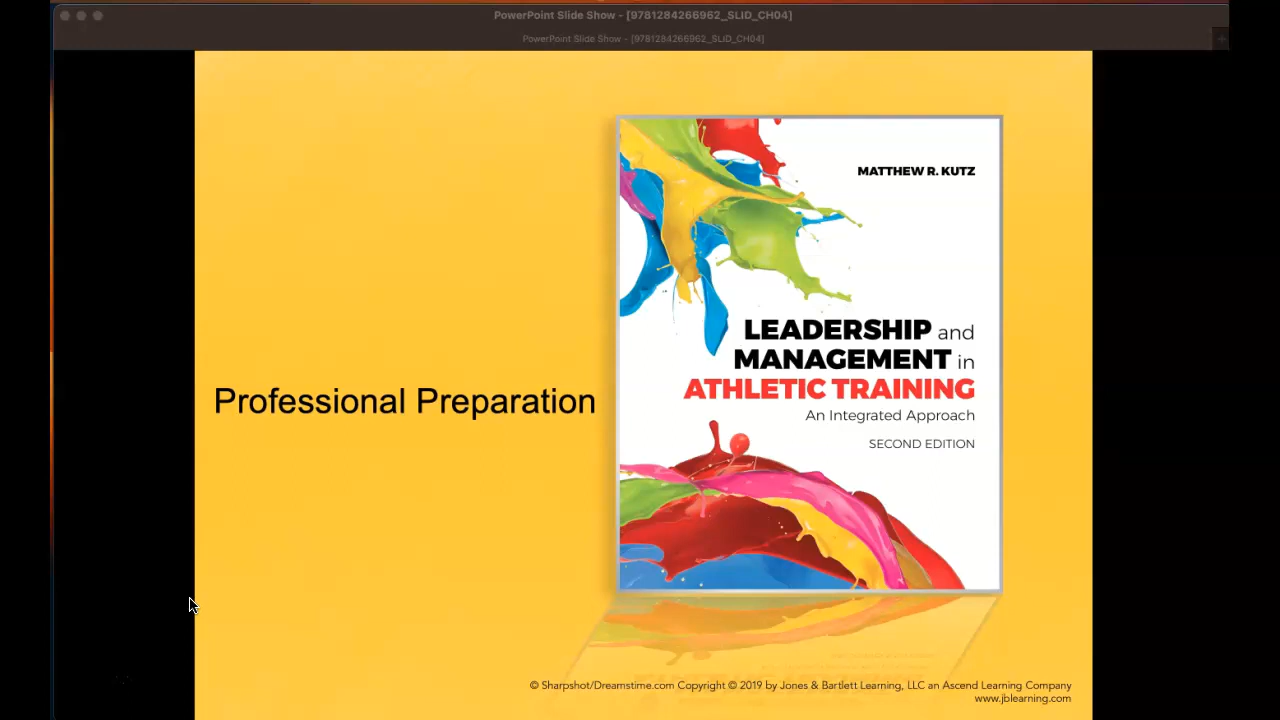 PowerPoint Slide Show - [9781284266962_SLID_CH04]
PowerPoint Slide Show - [9781284266962_SLID_CH04]
MATTHEW R. KUTZ
LEADERSHIP and
MANAGEMENT in
ATHLETIC TRAINING
An Integrated Approach
SECOND EDITION
Professional Preparation
© Sharpshot/Dreamstime.com Copyright © 2019 by Jones & Bartlett Learning, LLC an Ascend Learning Company
www.jblearning.com